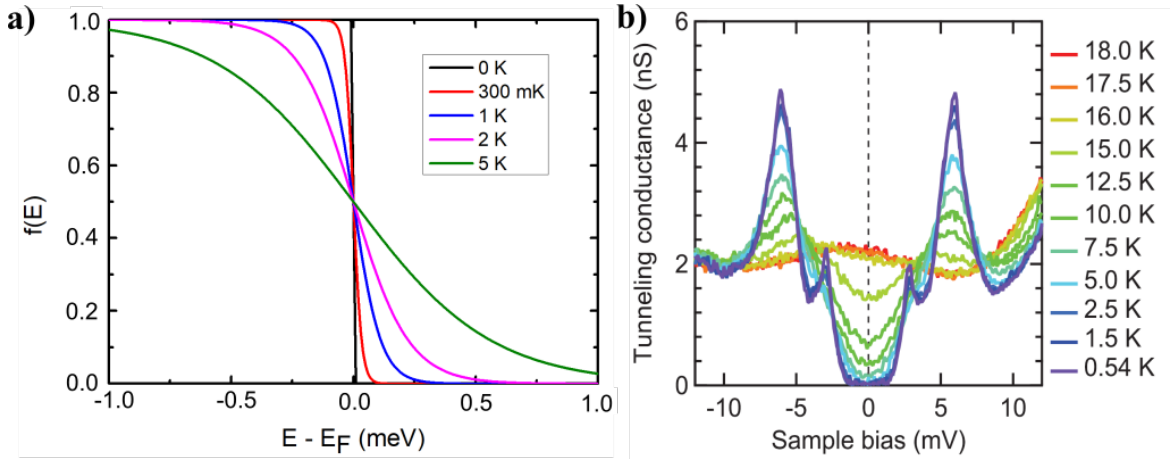 a)
1.0
0.8
0.6
0.4
0.2
0.0
f(E)
0 K
300 mK
1 K
2 K
5 K
-1.0 -0.5 0.0 0.5 1.0
E - EF (meV)
b)
6
4
2
0
Tunneling conductance (nS)
-10 -5 0 5 10
Sample bias (mV)
18.0 K
17.5 K
16.0 K
15.0 K
12.5 K
10.0 K
7.5 K
5.0 K
2.5 K
1.5 K
0.54 K